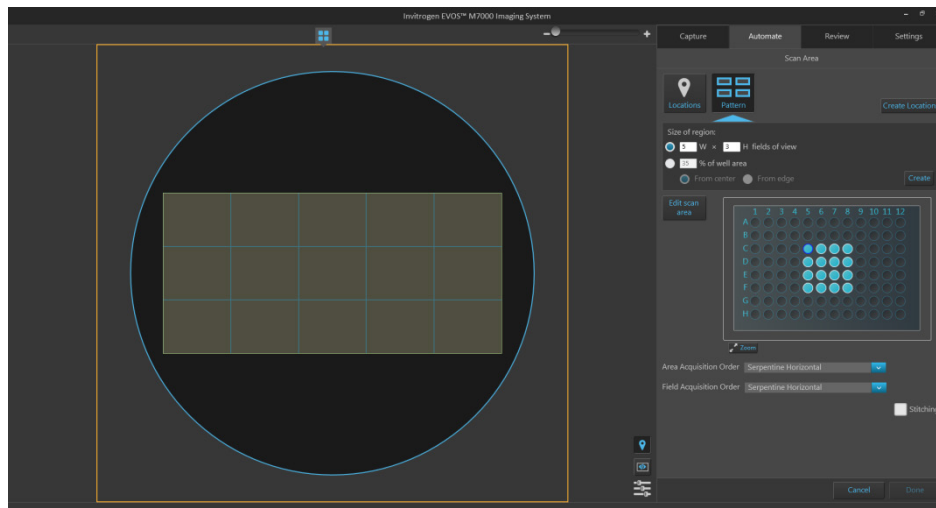 Invitrogen EVOS™ M7000 Imaging System
Capture Automate Review Settings
Scan Area
Locations Pattern Create Location
Size of region:
5 W × 3 H fields of view
35 % of well area
From center From edge Create
Edit scan
area
1 2 3 4 5 6 7 8 9 10 11 12
A
B
C
D
E
F
G
H
Zoom
Area Acquisition Order Serpentine Horizontal
Field Acquisition Order Serpentine Horizontal
Stitching
Cancel Done